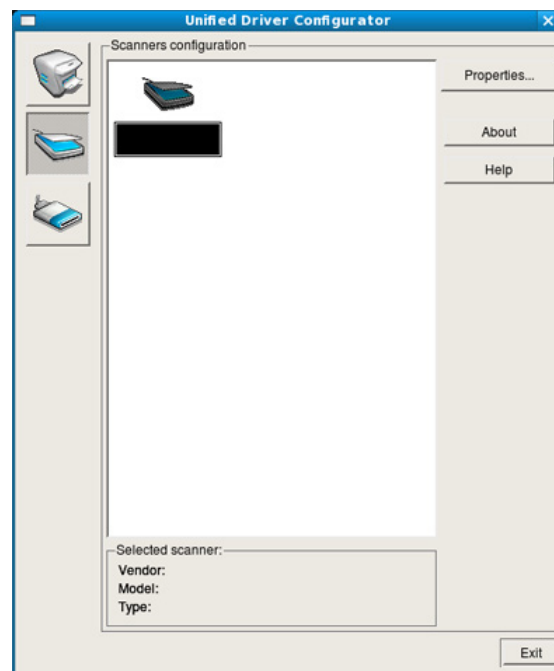 Unified Driver Configurator
Scanners configuration
Properties...
About
Help
Selected scanner:
Vendor:
Model:
Type:
Exit